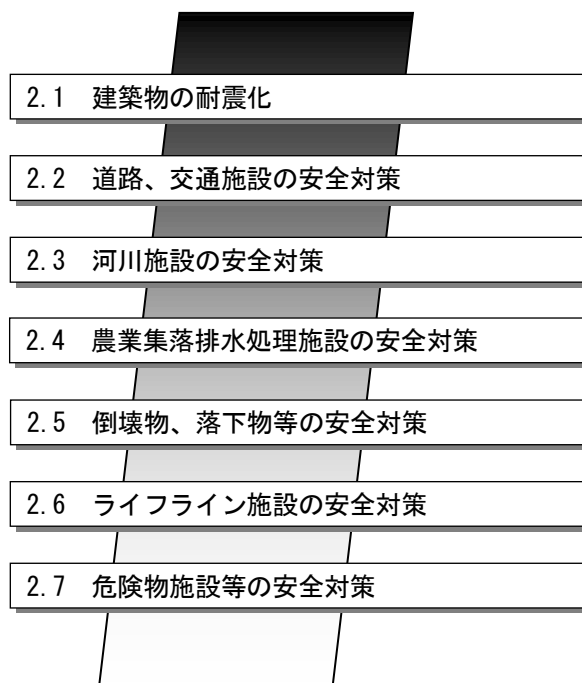 2.1 建築物の耐震化
2.2 道路、交通施設の安全対策
2.3 河川施設の安全対策
2.4 農業集落排水処理施設の安全対策
2.5 倒壊物、落下物等の安全対策
2.6 ライフライン施設の安全対策
2.7 危険物施設等の安全対策